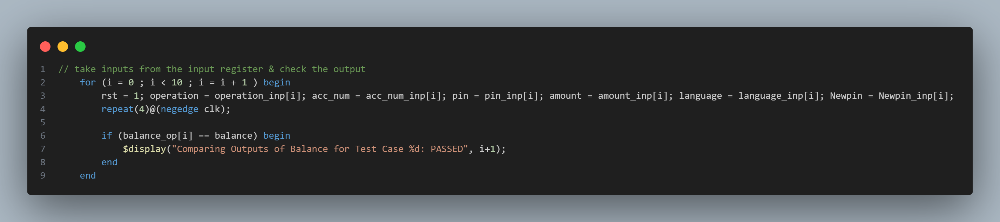 1 // take inputs from the input register & check the output
2 for (i = 0 ; i < 10 ; i = i + 1 ) begin
3 rst = 1; operation = operation_inp[i]; acc_num = acc_num_inp[i]; pin = pin_inp[i]; amount = amount_inp[i]; language = language_inp[i]; Newpin = Newpin_inp[i];
4 repeat(4)@(negedge clk);
5
6 if (balance_op[i] == balance) begin
7 $display("Comparing Outputs of Balance for Test Case %d: PASSED", i+1);
8 end
9 end